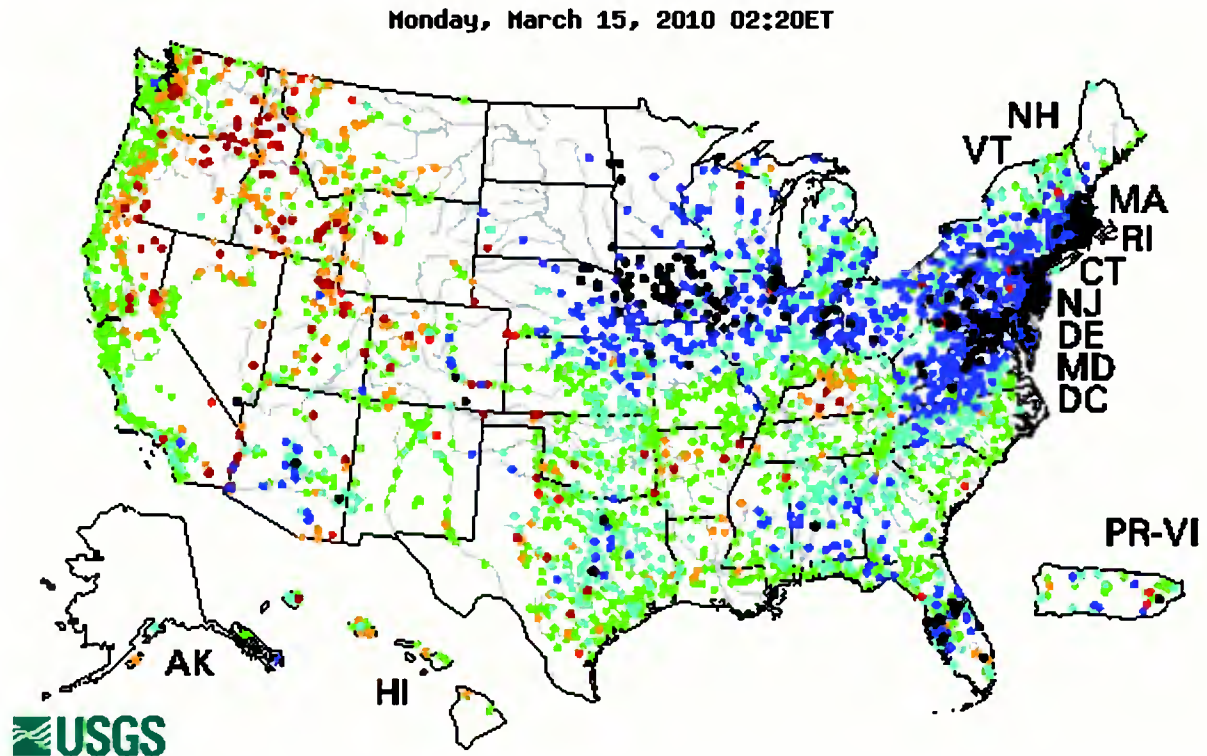 Monday, March 15, 2010 02:20ET
NH
VT
MA
RI
CT
NJ
DE
MD
DC
PR-VI
AK
HI
USGS